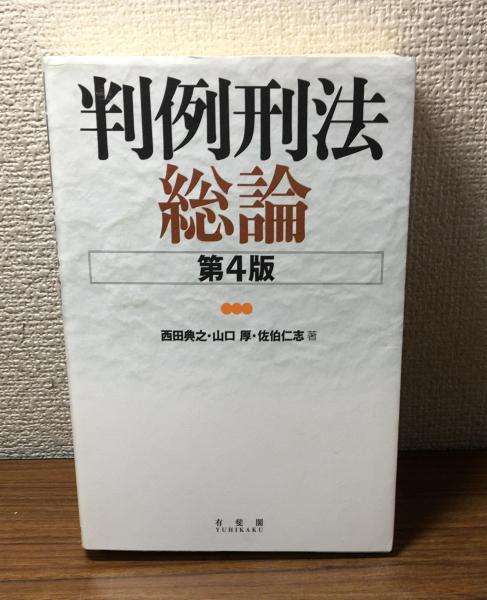 判例刑法
総論
第4版
西田典之・山口 厚・佐伯仁志 著
有斐閣
YUHIKAKU